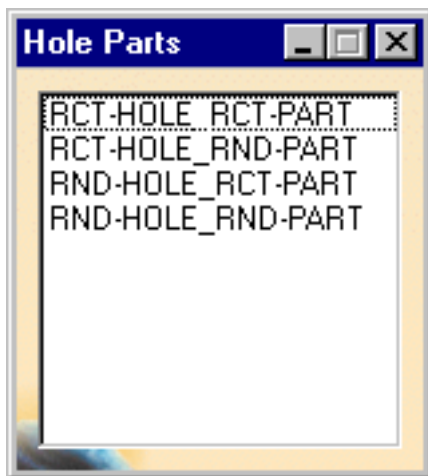 Hole Parts
RCT-HOLE_RCT-PART
RCT-HOLE_RND-PART
RND-HOLE_RCT-PART
RND-HOLE_RND-PART